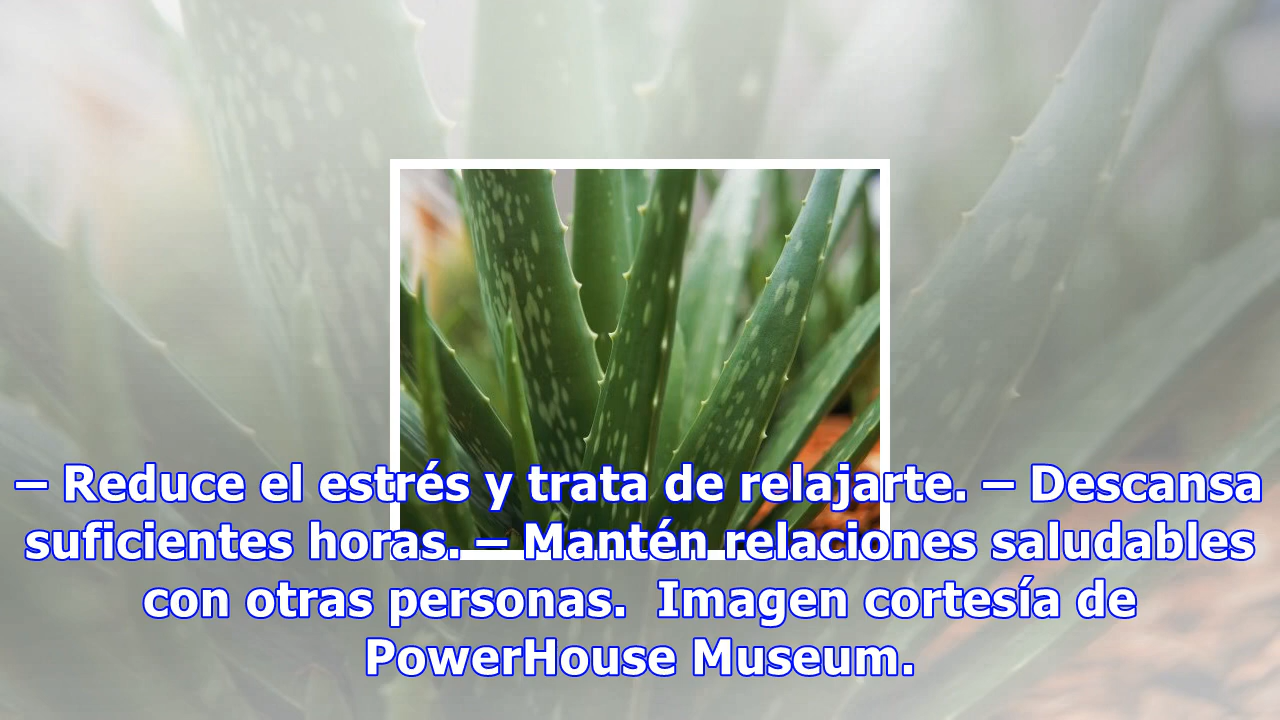 – Reduce el estrés y trata de relajarte. – Descansa
suficientes horas. – Mantén relaciones saludables
con otras personas.  Imagen cortesía de
PowerHouse Museum.